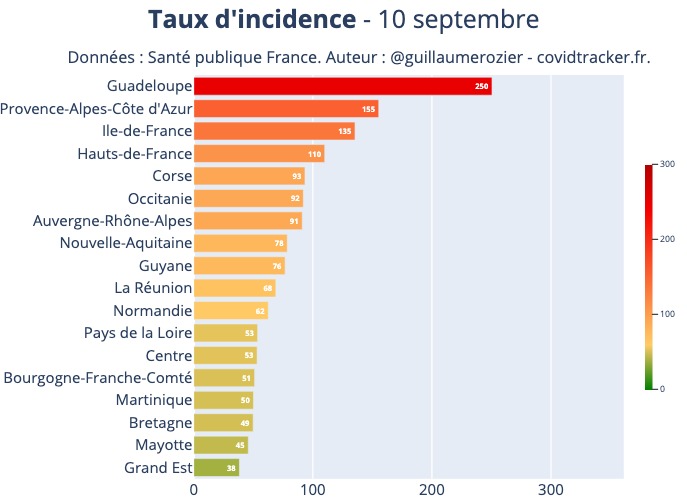 Taux d'incidence - 10 septembre
Données : Santé publique France. Auteur : @guillaumerozier - covidtracker.fr.
Guadeloupe 250
Provence-Alpes-Côte d'Azur 155
Ile-de-France 135
Hauts-de-France 110
Corse 93
Occitanie 92
Auvergne-Rhône-Alpes 91
Nouvelle-Aquitaine 78
Guyane 76
La Réunion 68
Normandie 62
Pays de la Loire 53
Centre 53
Bourgogne-Franche-Comté 51
Martinique 50
Bretagne 49
Mayotte 45
Grand Est 38
0 100 200 300
300
200
100
0